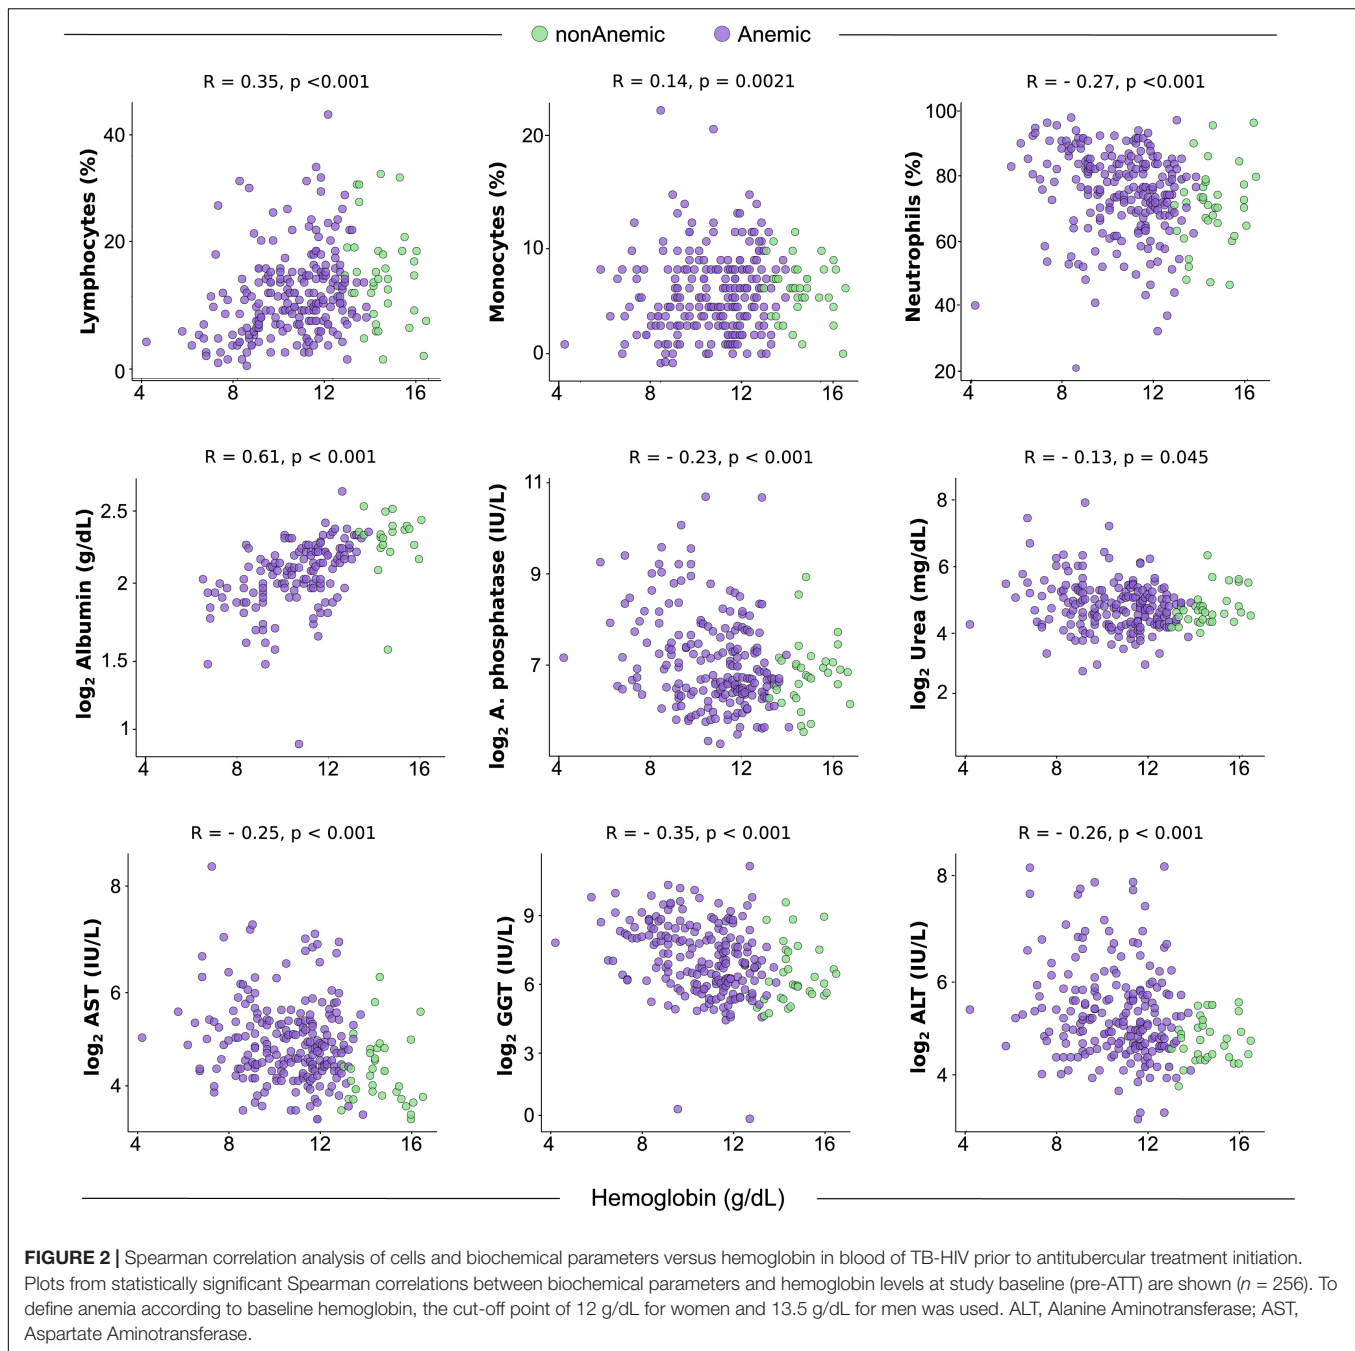 nonAnemic Anemic
R = 0.35, p <0.001
Lymphocytes (%)
40
20
0
4 8 12 16
R = 0.14, p = 0.0021
Monocytes (%)
20
10
0
4 8 12 16
R = - 0.27, p <0.001
Neutrophils (%)
100
80
60
40
20
4 8 12 16
R = 0.61, p < 0.001
log₂ Albumin (g/dL)
2.5
2
1.5
1
4 8 12 16
R = - 0.23, p < 0.001
log₂ A. phosphatase (IU/L)
11
9
7
4 8 12 16
R = - 0.13, p = 0.045
log₂ Urea (mg/dL)
8
6
4
2
4 8 12 16
R = - 0.25, p < 0.001
log₂ AST (IU/L)
8
6
4
4 8 12 16
R = - 0.35, p < 0.001
log₂ GGT (IU/L)
9
6
3
0
4 8 12 16
R = - 0.26, p < 0.001
log₂ ALT (IU/L)
8
6
4
4 8 12 16
Hemoglobin (g/dL)
FIGURE 2 | Spearman correlation analysis of cells and biochemical parameters versus hemoglobin in blood of TB-HIV prior to antitubercular treatment initiation.
Plots from statistically significant Spearman correlations between biochemical parameters and hemoglobin levels at study baseline (pre-ATT) are shown (n = 256). To
define anemia according to baseline hemoglobin, the cut-off point of 12 g/dL for women and 13.5 g/dL for men was used. ALT, Alanine Aminotransferase; AST,
Aspartate Aminotransferase.